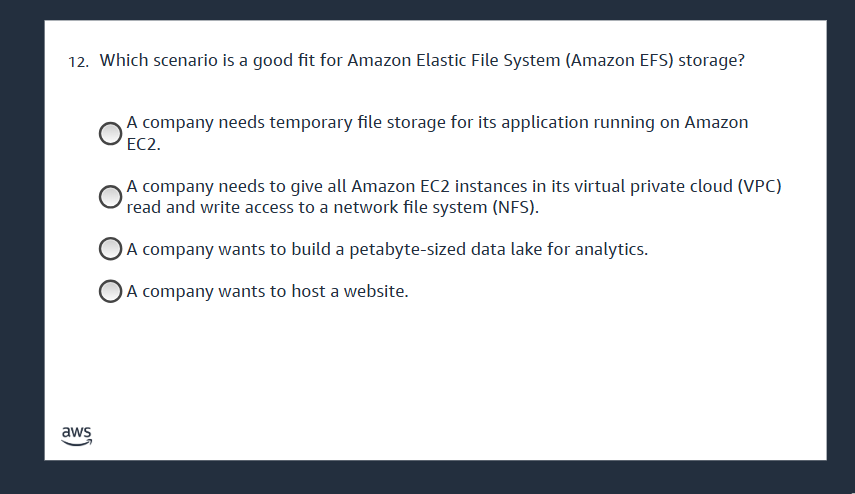 12. Which scenario is a good fit for Amazon Elastic File System (Amazon EFS) storage?
A company needs temporary file storage for its application running on Amazon
EC2.
A company needs to give all Amazon EC2 instances in its virtual private cloud (VPC)
read and write access to a network file system (NFS).
A company wants to build a petabyte-sized data lake for analytics.
A company wants to host a website.
aws